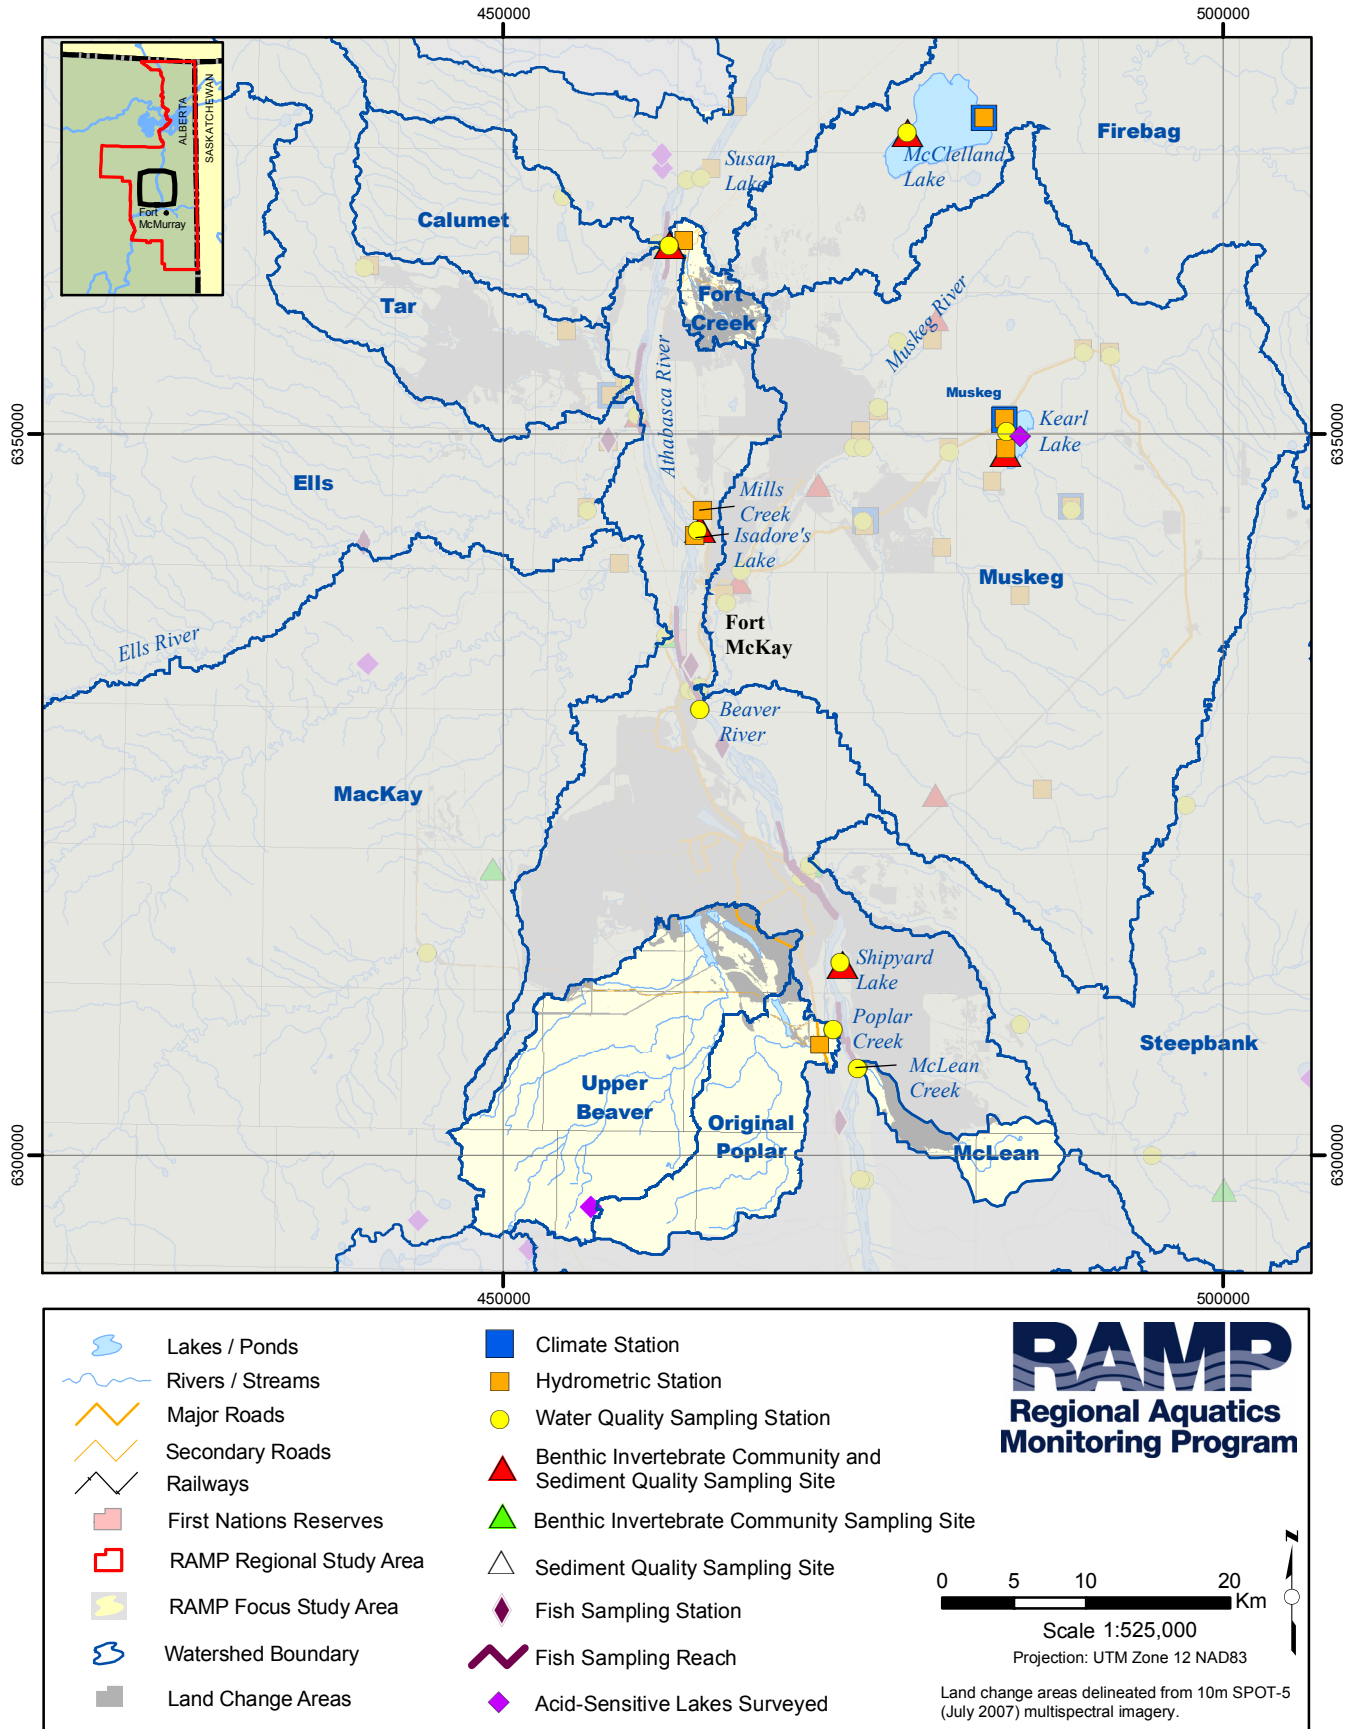 450000
500000
ALBERTA
SASKATCHEWAN
Fort
McMurray
Firebag
McClelland
Lake
Susan
Lake
Calumet
Tar
Fort
Creek
Muskeg River
Athabasca River
Muskeg
Kearl
Lake
6350000
6350000
Ells
Mills
Creek
Isadore's
Lake
Muskeg
Fort
McKay
Ells River
Beaver
River
MacKay
Shipyard
Lake
Poplar
Creek
Steepbank
McLean
Creek
Upper
Beaver
Original
Poplar
McLean
6300000
6300000
450000
500000
Lakes / Ponds
Rivers / Streams
Major Roads
Secondary Roads
Railways
First Nations Reserves
RAMP Regional Study Area
RAMP Focus Study Area
Watershed Boundary
Land Change Areas
Climate Station
Hydrometric Station
Water Quality Sampling Station
Benthic Invertebrate Community and
Sediment Quality Sampling Site
Benthic Invertebrate Community Sampling Site
Sediment Quality Sampling Site
Fish Sampling Station
Fish Sampling Reach
Acid-Sensitive Lakes Surveyed
RAMP
Regional Aquatics
Monitoring Program
N
0 5 10 20
Km
Scale 1:525,000
Projection: UTM Zone 12 NAD83
Land change areas delineated from 10m SPOT-5
(July 2007) multispectral imagery.